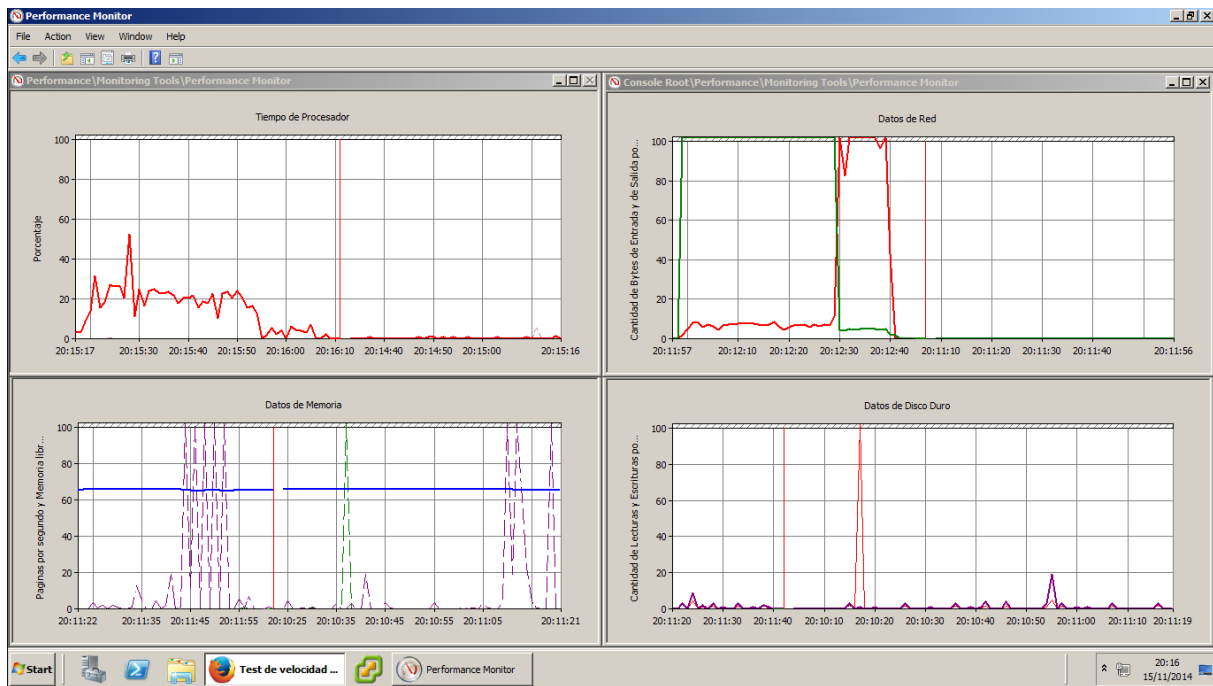 Performance Monitor
File Action View Window Help
Performance\Monitoring Tools\Performance Monitor
Tiempo de Procesador
Porcentaje
100
80
60
40
20
0
20:15:17 20:15:30 20:15:40 20:15:50 20:16:00 20:16:10 20:14:40 20:14:50 20:15:00 20:15:16
Console Root\Performance\Monitoring Tools\Performance Monitor
Datos de Red
Cantidad de Bytes de Entrada y de Salida po...
100
80
60
40
20
0
20:11:57 20:12:10 20:12:20 20:12:30 20:12:40 20:11:10 20:11:20 20:11:30 20:11:40 20:11:56
Datos de Memoria
Paginas por segundo y Memoria libr...
100
80
60
40
20
0
20:11:22 20:11:35 20:11:45 20:11:55 20:10:25 20:10:35 20:10:45 20:10:55 20:11:05 20:11:21
Datos de Disco Duro
Cantidad de Lecturas y Escrituras po...
100
80
60
40
20
0
20:11:20 20:11:30 20:11:40 20:10:10 20:10:20 20:10:30 20:10:40 20:10:50 20:11:00 20:11:10 20:11:19
Start
Test de velocidad ...
Performance Monitor
20:16
15/11/2014